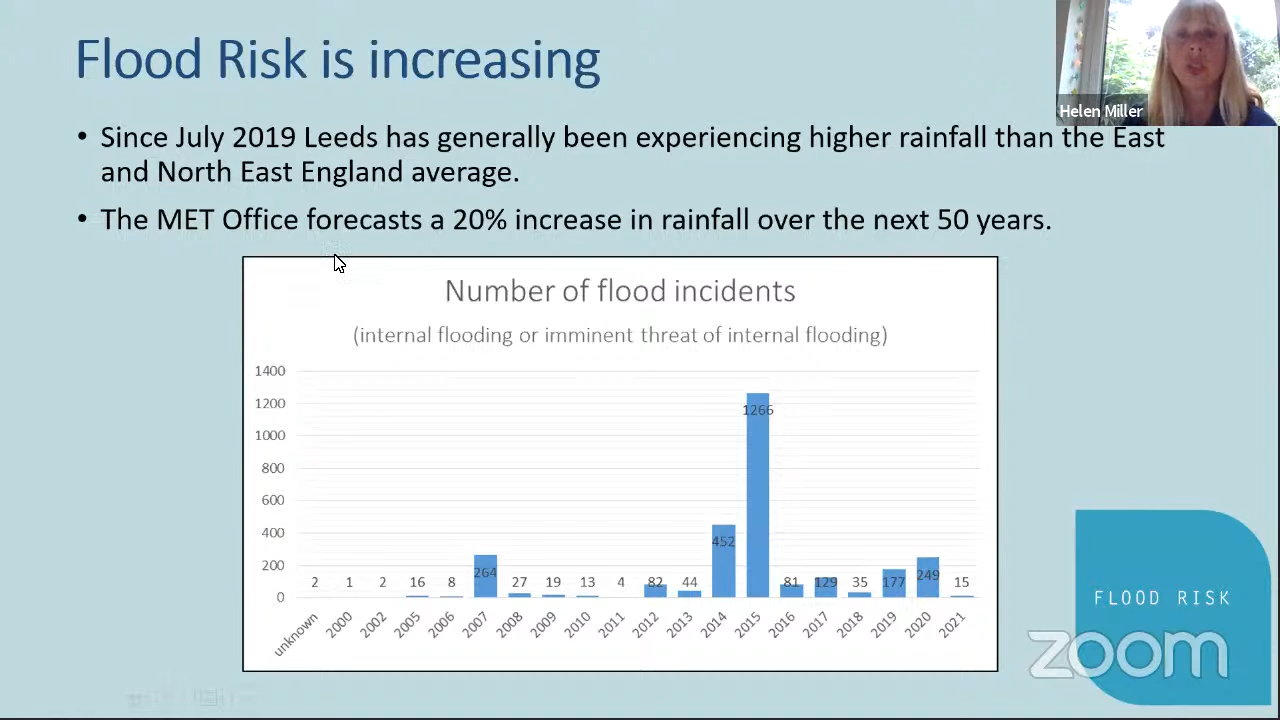 Flood Risk is increasing
Helen Miller
• Since July 2019 Leeds has generally been experiencing higher rainfall than the East
and North East England average.
• The MET Office forecasts a 20% increase in rainfall over the next 50 years.
Number of flood incidents
(internal flooding or imminent threat of internal flooding)
1400
1200
1000
800
600
400
200
0
2 1 2 16 8 264 27 19 13 4 82 44 452 1266 81 129 35 177 249 15
unknown 2000 2002 2005 2006 2007 2008 2009 2010 2011 2012 2013 2014 2015 2016 2017 2018 2019 2020 2021
FLOOD RISK
zoom